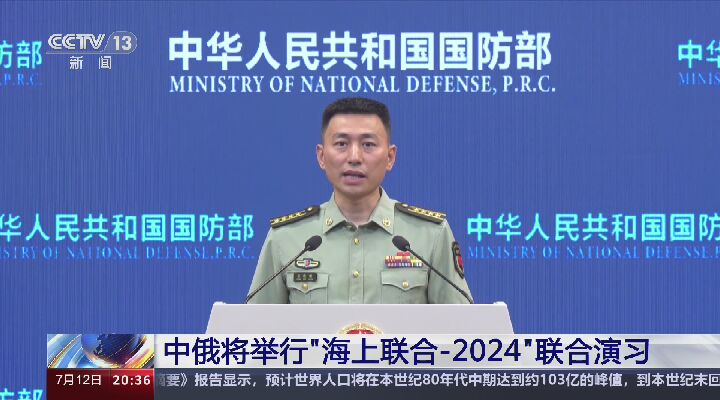 CCTV 13
新闻
国防部
中华人民共和国国防部
中华
MINISTRY OF NATIONAL DEFENSE, P.R.C.
中华人民共和国国防部
中华人民共和国国防部
MINISTRY OF NATIONAL DEFENSE, P.R.C.
中俄将举行"海上联合-2024"联合演习
7月12日 20:36 摘要》报告显示，预计世界人口将在本世纪80年代中期达到约103亿的峰值，到本世纪末回